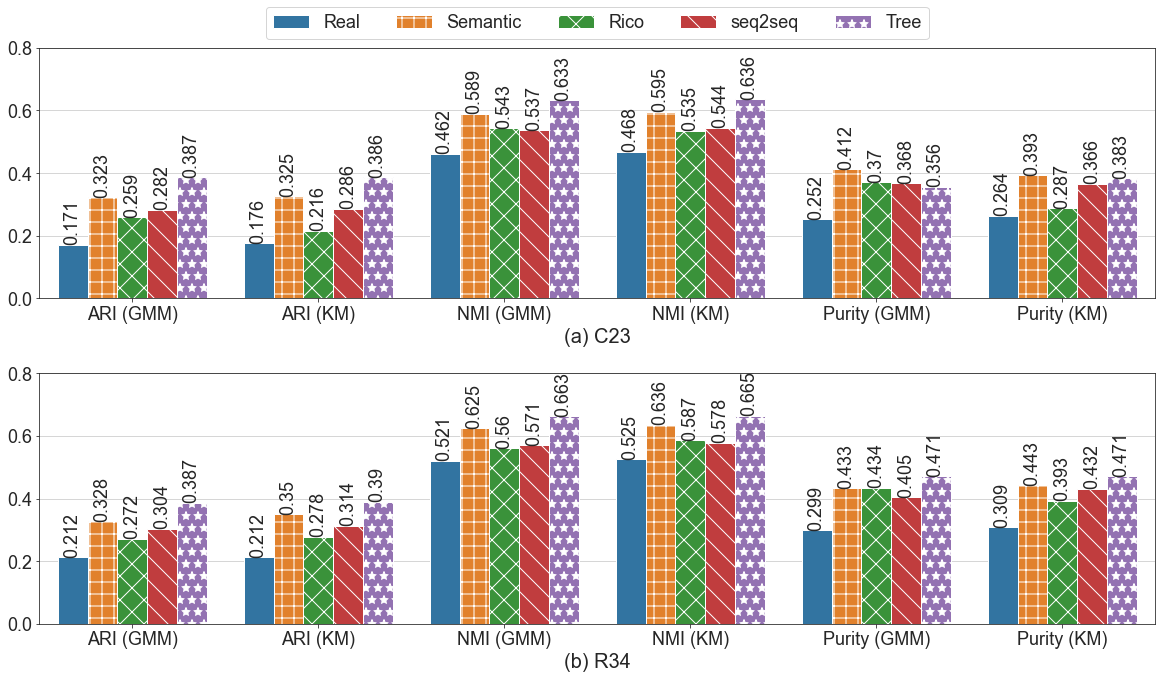 Real Semantic Rico seq2seq Tree
0.8
0.6
0.4
0.2
0.0
0.171 0.323 0.259 0.282 0.387
0.176 0.325 0.216 0.286 0.386
0.462 0.589 0.543 0.537 0.633
0.468 0.595 0.535 0.544 0.636
0.252 0.412 0.37 0.368 0.356
0.264 0.393 0.287 0.366 0.383
ARI (GMM) ARI (KM) NMI (GMM) NMI (KM) Purity (GMM) Purity (KM)
(a) C23
0.8
0.6
0.4
0.2
0.0
0.212 0.328 0.272 0.304 0.387
0.212 0.35 0.278 0.314 0.39
0.521 0.625 0.56 0.571 0.663
0.525 0.636 0.587 0.578 0.665
0.299 0.433 0.434 0.405 0.471
0.309 0.443 0.393 0.432 0.471
ARI (GMM) ARI (KM) NMI (GMM) NMI (KM) Purity (GMM) Purity (KM)
(b) R34